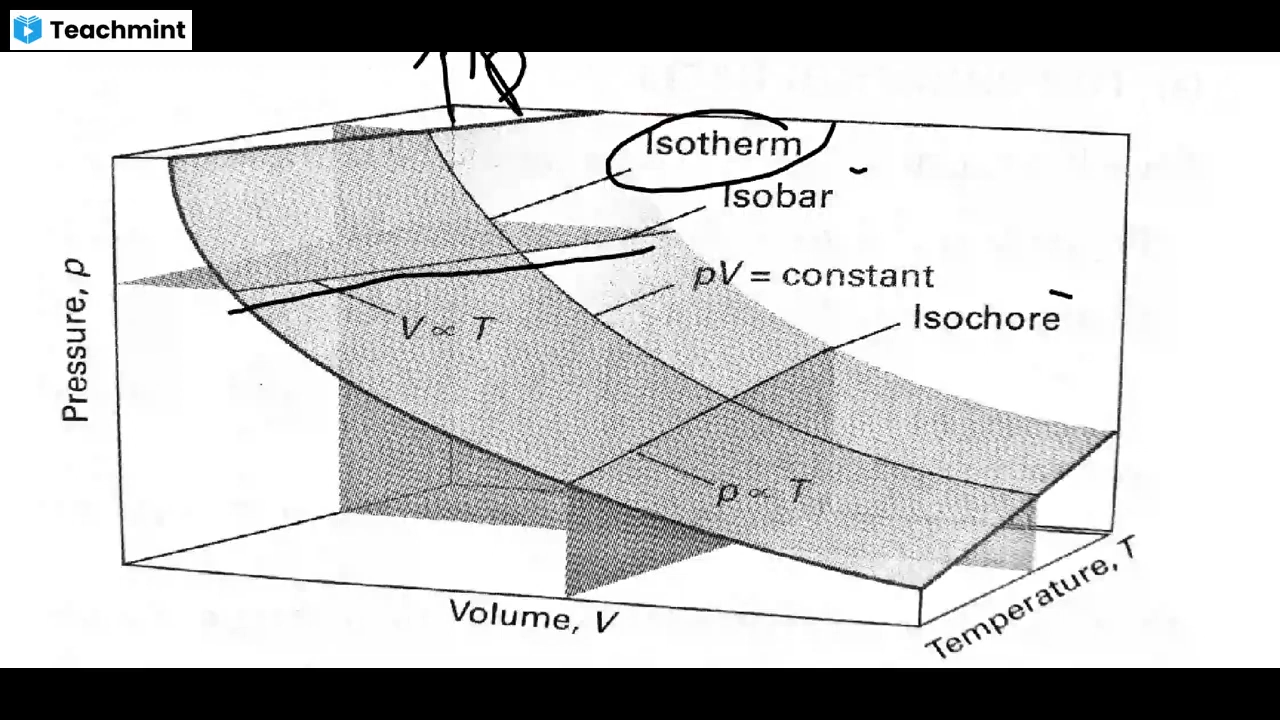 Teachmint
Isotherm
Isobar
pV = constant
Isochore
V ∝ T
Pressure, p
p ∝ T
Volume, V
Temperature, T